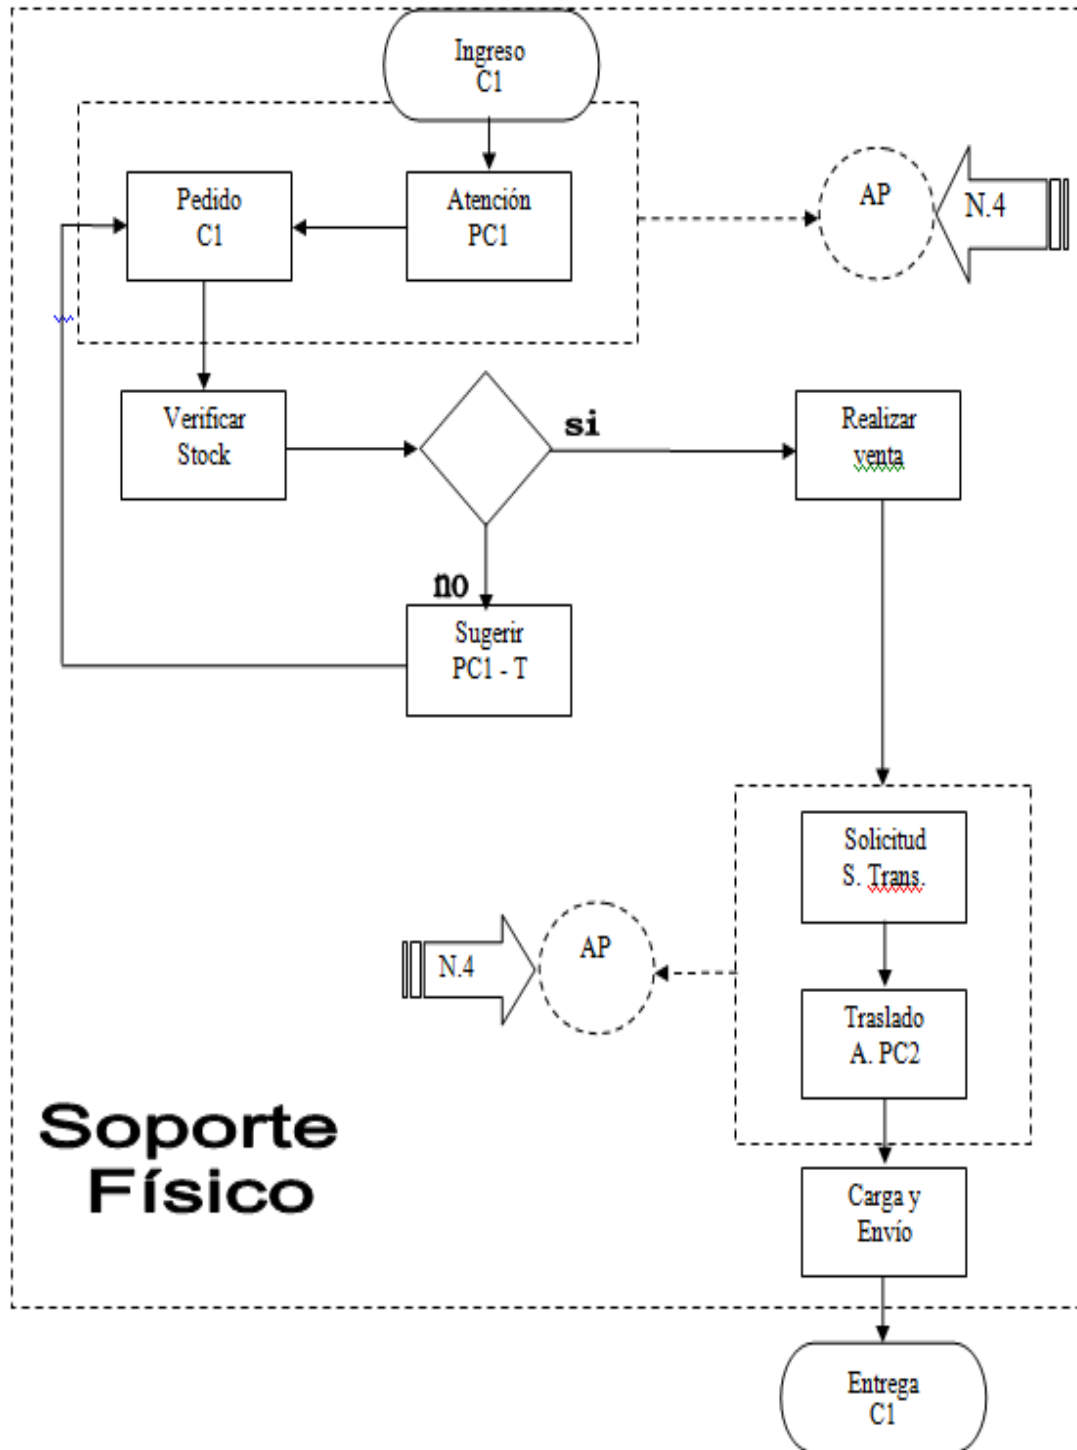 Ingreso
C1
Pedido
C1
Atención
PC1
AP
N.4
Verificar
Stock
si
Realizar
venta
no
Sugerir
PC1 - T
Solicitud
S. Trans.
N.4
AP
Traslado
A. PC2
Soporte
Físico
Carga y
Envío
Entrega
C1